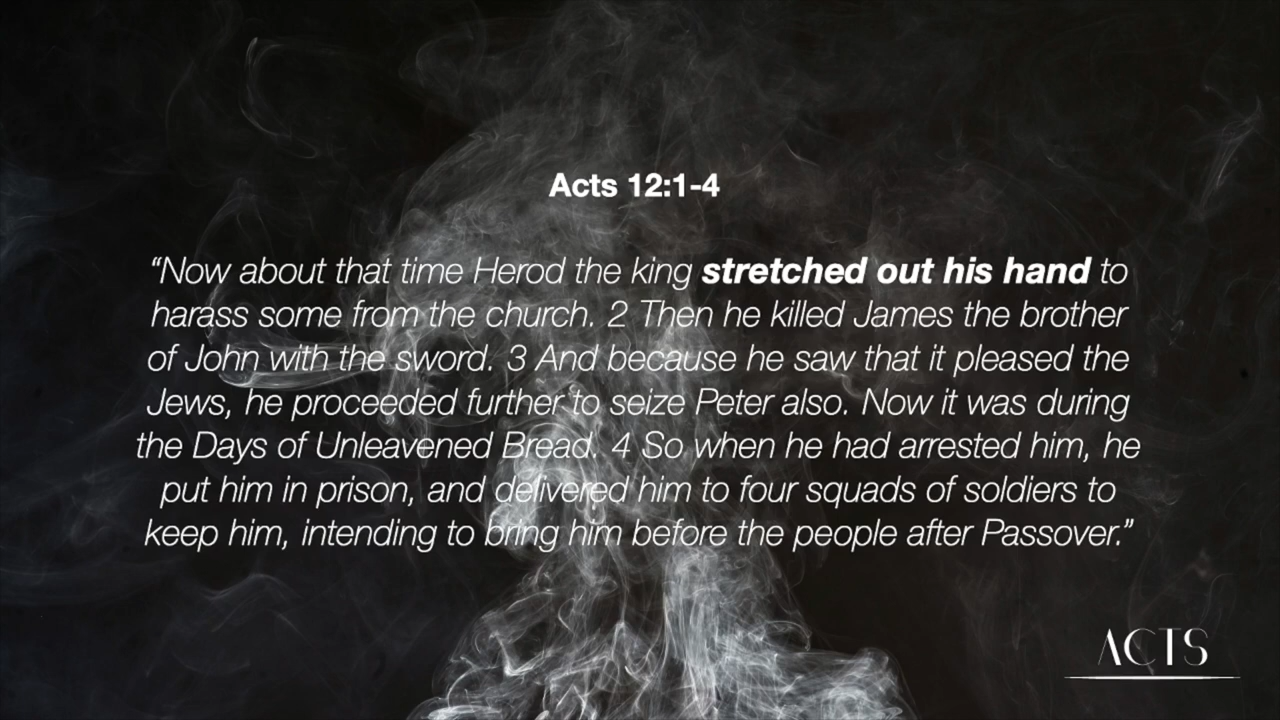 Acts 12:1-4
“Now about that time Herod the king stretched out his hand to
harass some from the church. 2 Then he killed James the brother
of John with the sword. 3 And because he saw that it pleased the
Jews, he proceeded further to seize Peter also. Now it was during
the Days of Unleavened Bread. 4 So when he had arrested him, he
put him in prison, and delivered him to four squads of soldiers to
keep him, intending to bring him before the people after Passover.”
ACTS